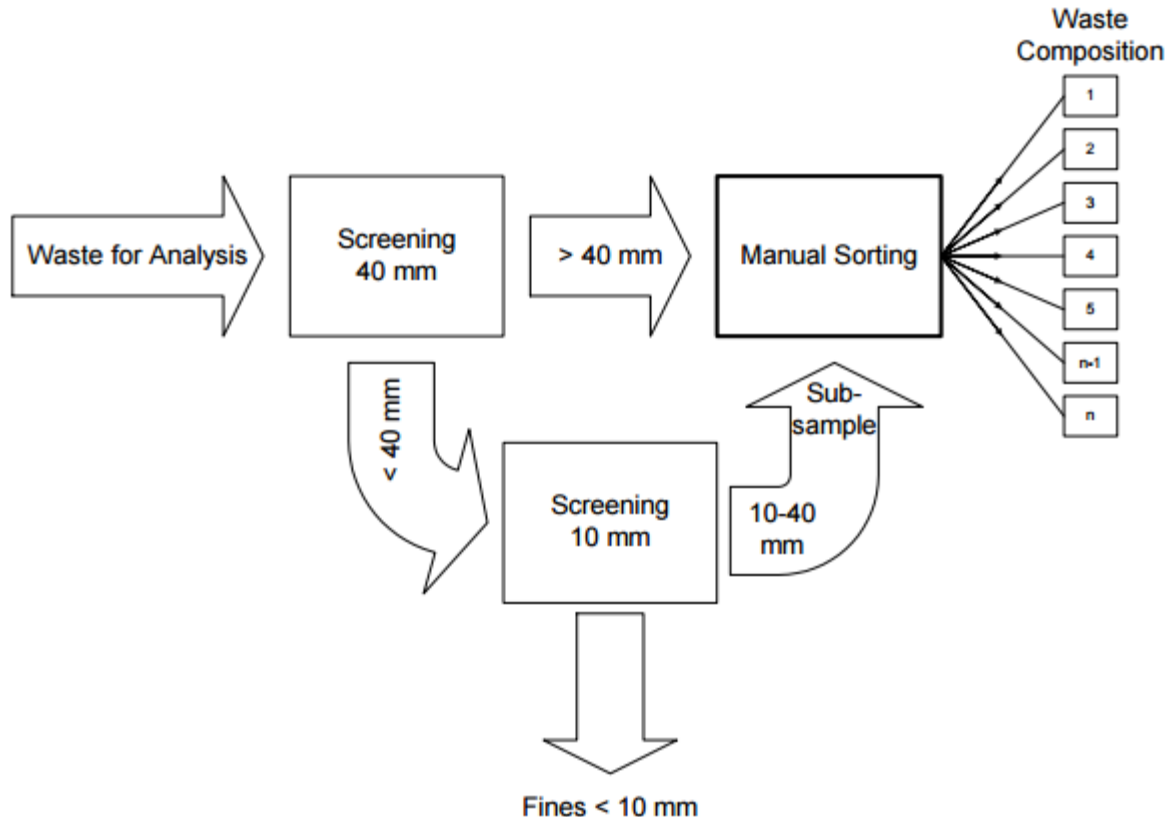 Waste
Composition
1
2
3
4
5
n-1
n
Waste for Analysis
Screening
40 mm
> 40 mm
Manual Sorting
< 40 mm
Sub-
sample
Screening
10 mm
10-40
mm
Fines < 10 mm